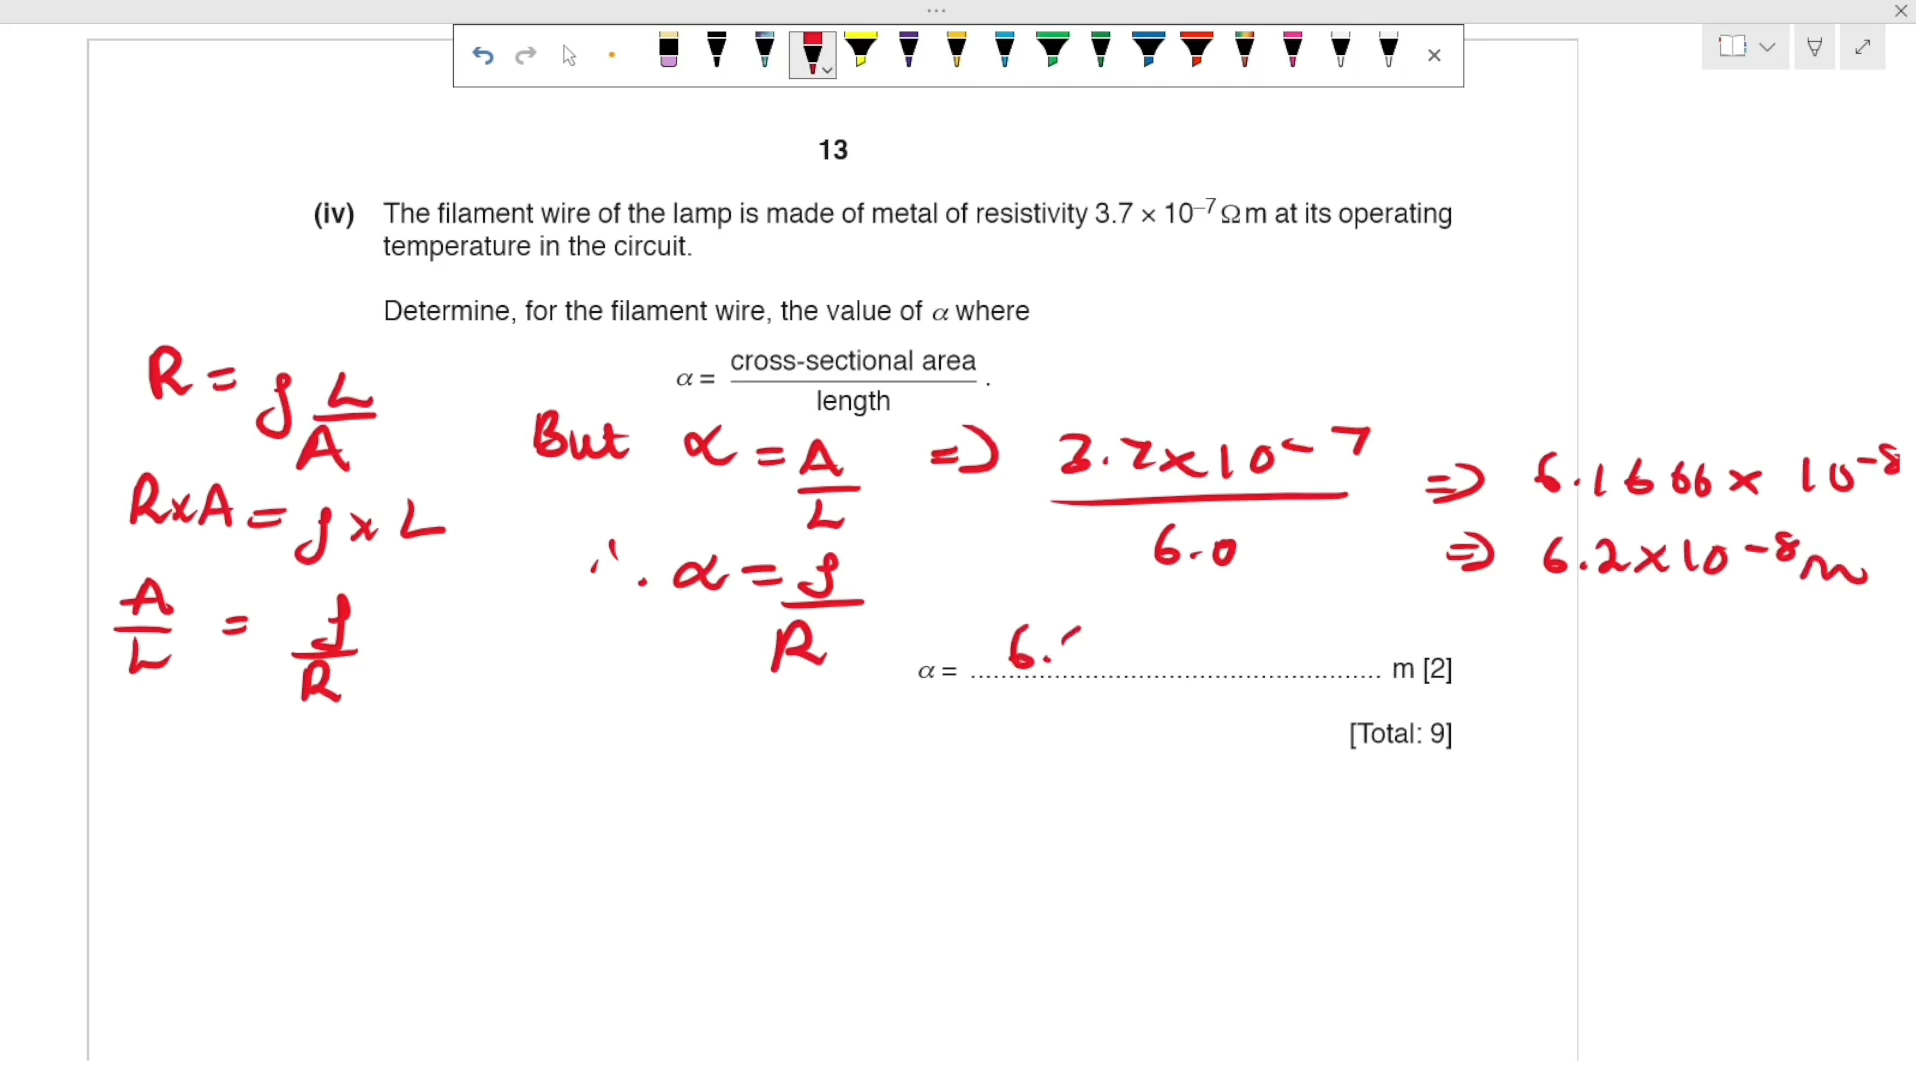 13
(iv) The filament wire of the lamp is made of metal of resistivity 3.7 × 10⁻⁷ Ωm at its operating
temperature in the circuit.
Determine, for the filament wire, the value of α where
α = cross-sectional area / length .
R = ρ L/A
R×A = ρ × L
A/L = ρ/R
But α = A/L
∴ α = ρ/R
⇒ 3.7×10⁻⁷ / 6.0
⇒ 6.1666 × 10⁻⁸
⇒ 6.2×10⁻⁸ m
α = 6. m [2]
[Total: 9]